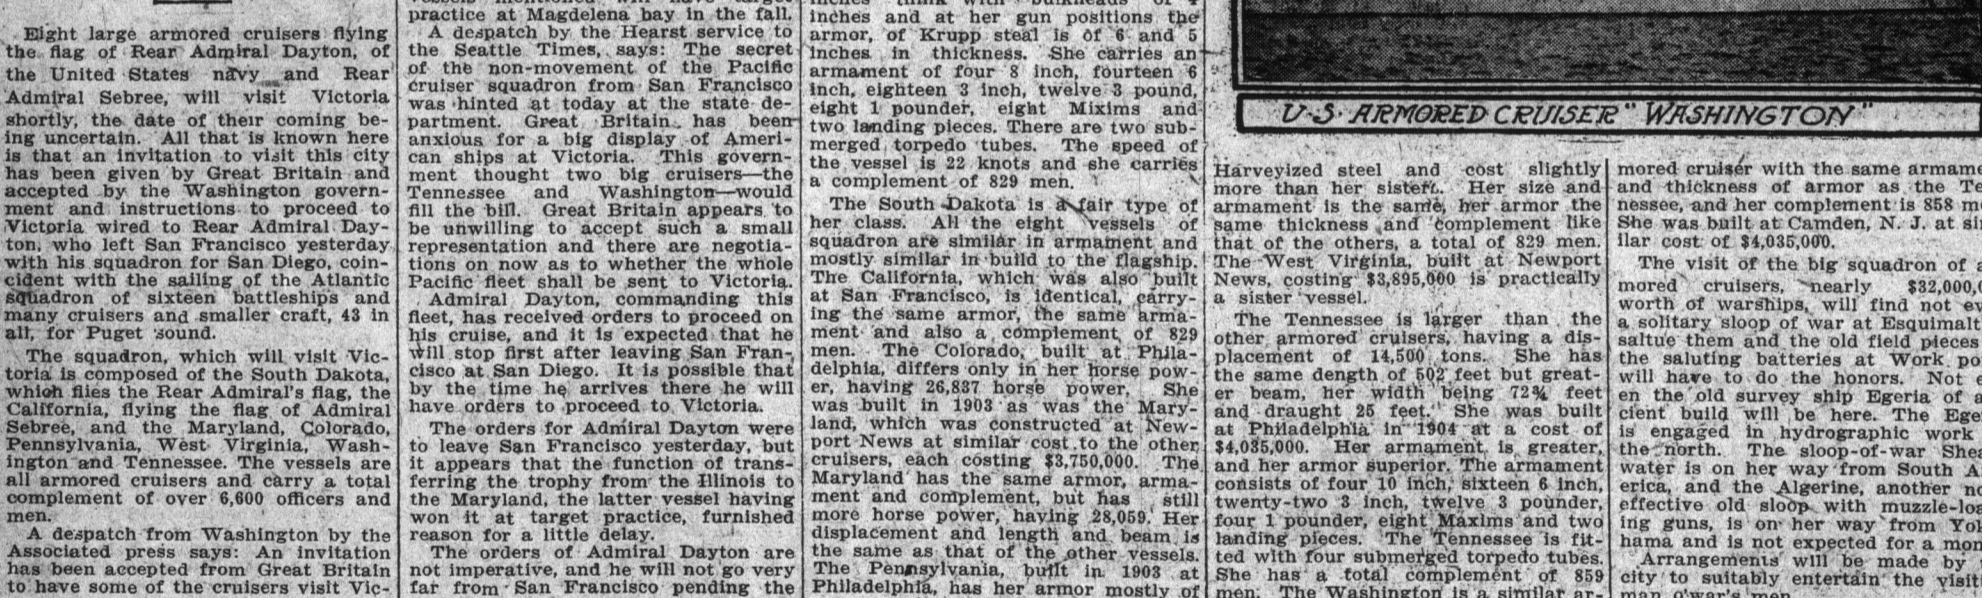 Eight large armored cruisers flying
the flag of Rear Admiral Dayton, of
the United States navy and Rear
Admiral Sebree, will visit Victoria
shortly, the date of their coming be-
ing uncertain. All that is known here
is that an invitation to visit this city
has been given by Great Britain and
accepted by the Washington govern-
ment and instructions to proceed to
Victoria wired to Rear Admiral Day-
ton, who left San Francisco yesterday
with his squadron for San Diego, coin-
cident with the sailing of the Atlantic
squadron of sixteen battleships and
many cruisers and smaller craft, 43 in
all, for Puget sound.
The squadron, which will visit Vic-
toria is composed of the South Dakota,
which flies the Rear Admiral's flag, the
California, flying the flag of Admiral
Sebree, and the Maryland, Colorado,
Pennsylvania, West Virginia, Wash-
ington and Tennessee. The vessels are
all armored cruisers and carry a total
complement of over 6,600 officers and
men.
A despatch from Washington by the
Associated press says: An invitation
has been accepted from Great Britain
to have some of the cruisers visit Vic-
vessels mentioned will have target
practice at Magdelena bay in the fall.
A despatch by the Hearst service to
the Seattle Times, says: The secret
of the non-movement of the Pacific
cruiser squadron from San Francisco
was hinted at today at the state de-
partment. Great Britain has been
anxious for a big display of Ameri-
can ships at Victoria. This govern-
ment thought two big cruisers—the
Tennessee and Washington—would
fill the bill. Great Britain appears to
be unwilling to accept such a small
representation and there are negotia-
tions on now as to whether the whole
Pacific fleet shall be sent to Victoria.
Admiral Dayton, commanding this
fleet, has received orders to proceed on
his cruise, and it is expected that he
will stop first after leaving San Fran-
cisco at San Diego. It is possible that
by the time he arrives there he will
have orders to proceed to Victoria.
The orders for Admiral Dayton were
to leave San Francisco yesterday, but
it appears that the function of trans-
ferring the trophy from the Illinois to
the Maryland, the latter vessel having
won it at target practice, furnished
reason for a little delay.
The orders of Admiral Dayton are
not imperative, and he will not go very
far from San Francisco pending the
inches think with bulkheads of 4
inches and at her gun positions the
armor, of Krupp steal is of 6 and 5
inches in thickness. She carries an
armament of four 8 inch, fourteen 6
inch, eighteen 3 inch, twelve 3 pound,
eight 1 pounder, eight Mixims and
two landing pieces. There are two sub-
merged torpedo tubes. The speed of
the vessel is 22 knots and she carries
a complement of 829 men.
The South Dakota is a fair type of
her class. All the eight vessels of
squadron are similar in armament and
mostly similar in build to the flagship.
The California, which was also built
at San Francisco, is identical, carry-
ing the same armor, the same arma-
ment and also a complement of 829
men. The Colorado, built at Phila-
delphia, differs only in her horse pow-
er, having 26,837 horse power. She
was built in 1903 as was the Mary-
land, which was constructed at New-
port News at similar cost to the other
cruisers, each costing $3,750,000. The
Maryland has the same armor, arma-
ment and complement, but has still
more horse power, having 28,059. Her
displacement and length and beam is
the same as that of the other vessels.
The Pennsylvania, built in 1903 at
Philadelphia, has her armor mostly of
U.S. ARMORED CRUISER "WASHINGTON"
Harveyized steel and cost slightly
more than her sisters. Her size and
armament is the same, her armor the
same thickness and complement like
that of the others, a total of 829 men.
The West Virginia, built at Newport
News, costing $3,895,000 is practically
a sister vessel.
The Tennessee is larger than the
other armored cruisers, having a dis-
placement of 14,500 tons. She has
the same dength of 502 feet but great-
er beam, her width being 72¾ feet
and draught 25 feet. She was built
at Philadelphia in 1904 at a cost of
$4,035,000. Her armament is greater,
and her armor superior. The armament
consists of four 10 inch, sixteen 6 inch,
twenty-two 3 inch, twelve 3 pounder,
four 1 pounder, eight Maxims and two
landing pieces. The Tennessee is fit-
ted with four submerged torpedo tubes.
She has a total complement of 859
men. The Washington is a similar ar-
mored cruiser with the same armame
and thickness of armor as the Te
nessee, and her complement is 858 m
She was built at Camden, N. J. at si
ilar cost of $4,035,000.
The visit of the big squadron of a
mored cruisers, nearly $32,000,0
worth of warships, will find not ev
a solitary sloop of war at Esquimalt
saltue them and the old field pieces
the saluting batteries at Work po
will have to do the honors. Not e
en the old survey ship Egeria of a
cient build will be here. The Ege
is engaged in hydrographic work
the north. The sloop-of-war Shea
water is on her way from South A
erica, and the Algerine, another no
effective old sloop with muzzle-loa
ing guns, is on her way from Yok
hama and is not expected for a mon
Arrangements will be made by
city to suitably entertain the visiti
man o'war's men.